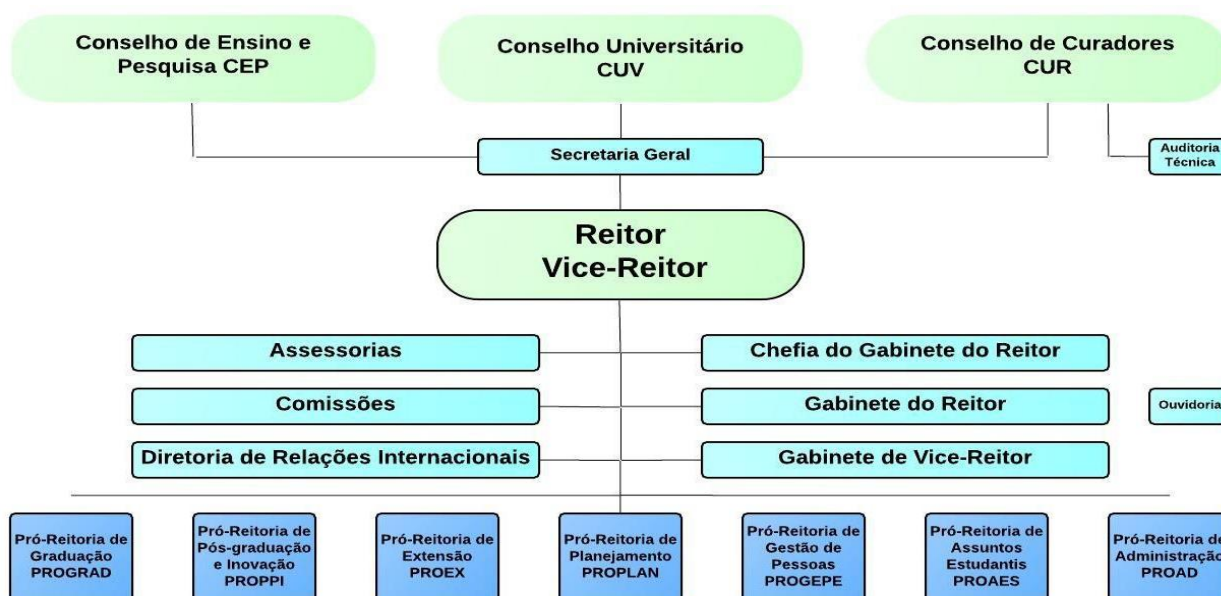 Conselho de Ensino e
Pesquisa CEP
Conselho Universitário
CUV
Conselho de Curadores
CUR
Secretaria Geral
Auditoria
Técnica
Reitor
Vice-Reitor
Assessorias
Chefia do Gabinete do Reitor
Comissões
Gabinete do Reitor
Ouvidoria
Diretoria de Relações Internacionais
Gabinete de Vice-Reitor
Pró-Reitoria de
Graduação
PROGRAD
Pró-Reitoria de
Pós-graduação
e Inovação
PROPPI
Pró-Reitoria de
Extensão
PROEX
Pró-Reitoria de
Planejamento
PROPLAN
Pró-Reitoria de
Gestão de
Pessoas
PROGEPE
Pró-Reitoria de
Assuntos
Estudantis
PROAES
Pró-Reitoria de
Administração
PROAD